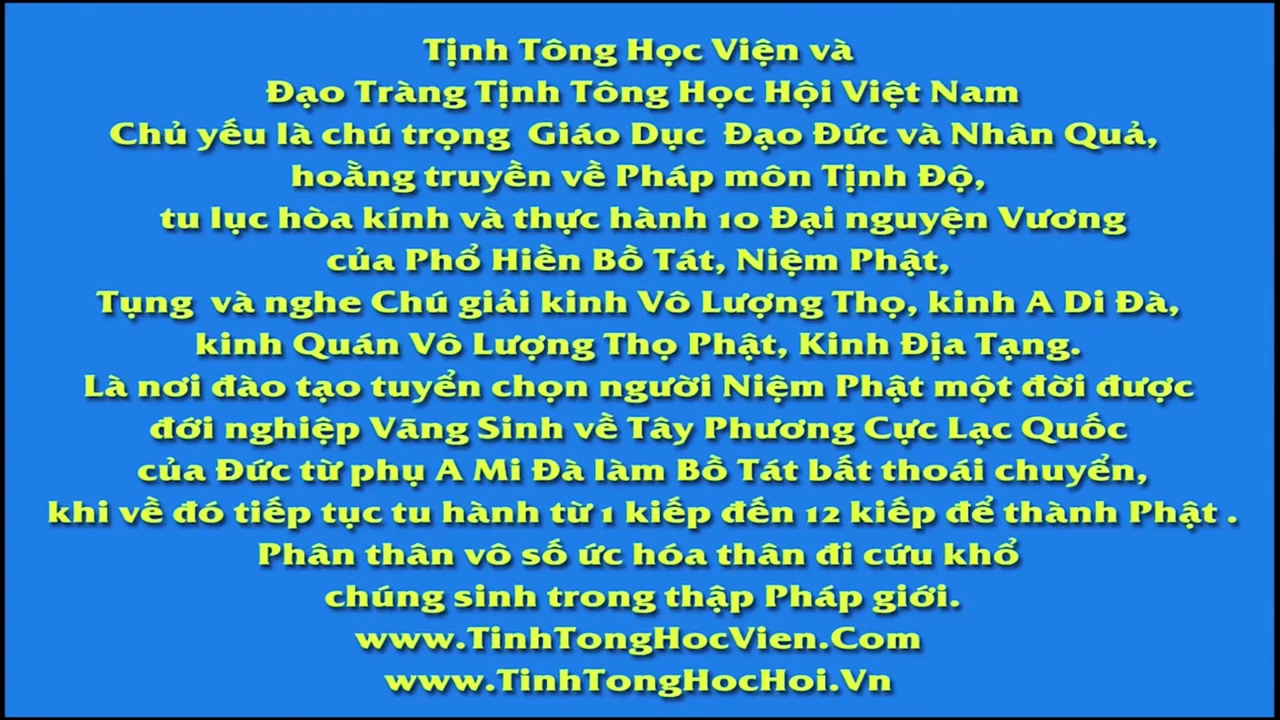 Tịnh Tông Học Viện và
Đạo Tràng Tịnh Tông Học Hội Việt Nam
Chủ yếu là chú trọng Giáo Dục Đạo Đức và Nhân Quả,
hoằng truyền về Pháp môn Tịnh Độ,
tu lục hòa kính và thực hành 10 Đại nguyện Vương
của Phổ Hiền Bồ Tát, Niệm Phật,
Tụng và nghe Chú giải kinh Vô Lượng Thọ, kinh A Di Đà,
kinh Quán Vô Lượng Thọ Phật, Kinh Địa Tạng.
Là nơi đào tạo tuyển chọn người Niệm Phật một đời được
đới nghiệp Vãng Sinh về Tây Phương Cực Lạc Quốc
của Đức từ phụ A Mi Đà làm Bồ Tát bất thoái chuyển,
khi về đó tiếp tục tu hành từ 1 kiếp đến 12 kiếp để thành Phật .
Phân thân vô số ức hóa thân đi cứu khổ
chúng sinh trong thập Pháp giới.
www.TinhTongHocVien.Com
www.TinhTongHocHoi.Vn